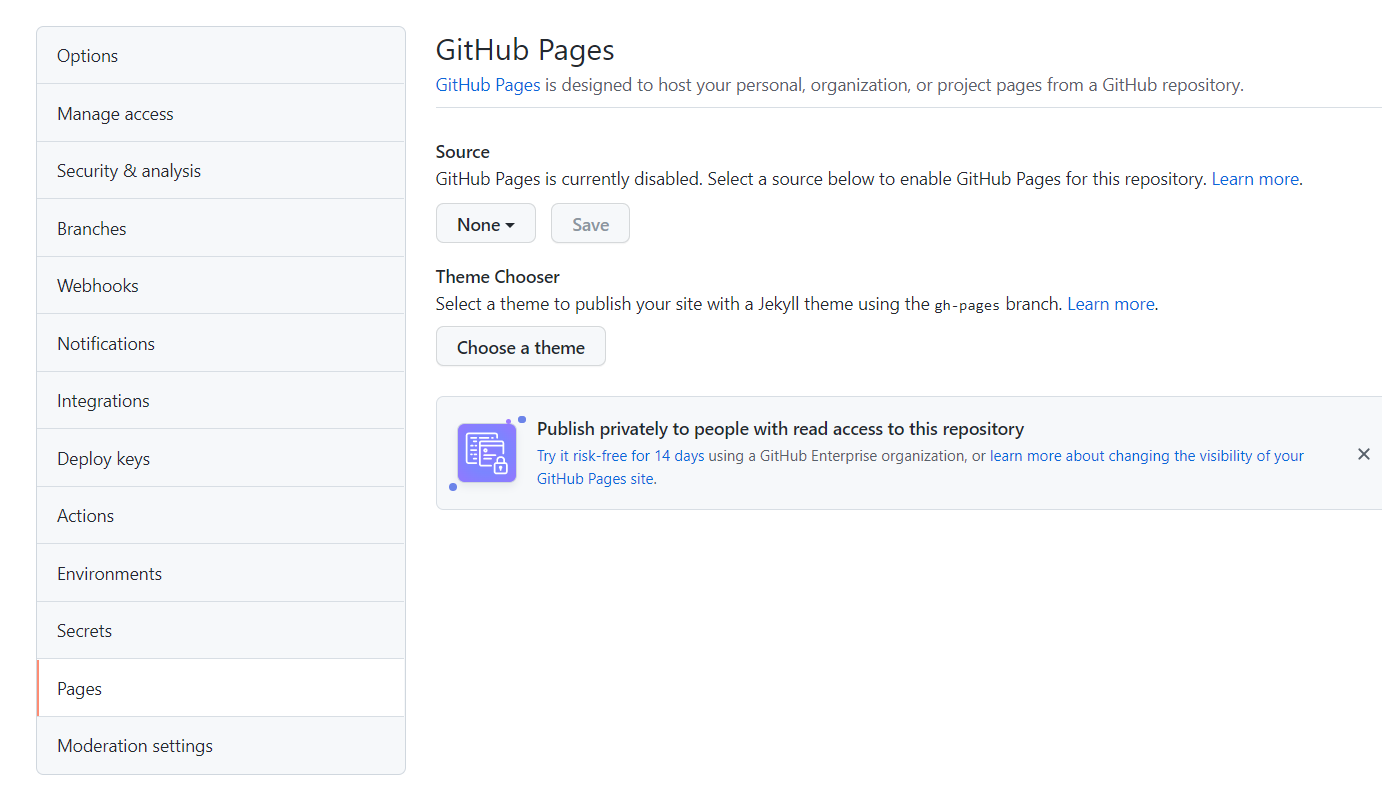 Options
Manage access
Security & analysis
Branches
Webhooks
Notifications
Integrations
Deploy keys
Actions
Environments
Secrets
Pages
Moderation settings
GitHub Pages
GitHub Pages is designed to host your personal, organization, or project pages from a GitHub repository.
Source
GitHub Pages is currently disabled. Select a source below to enable GitHub Pages for this repository. Learn more.
None
Save
Theme Chooser
Select a theme to publish your site with a Jekyll theme using the gh-pages branch. Learn more.
Choose a theme
Publish privately to people with read access to this repository
Try it risk-free for 14 days using a GitHub Enterprise organization, or learn more about changing the visibility of your
GitHub Pages site.